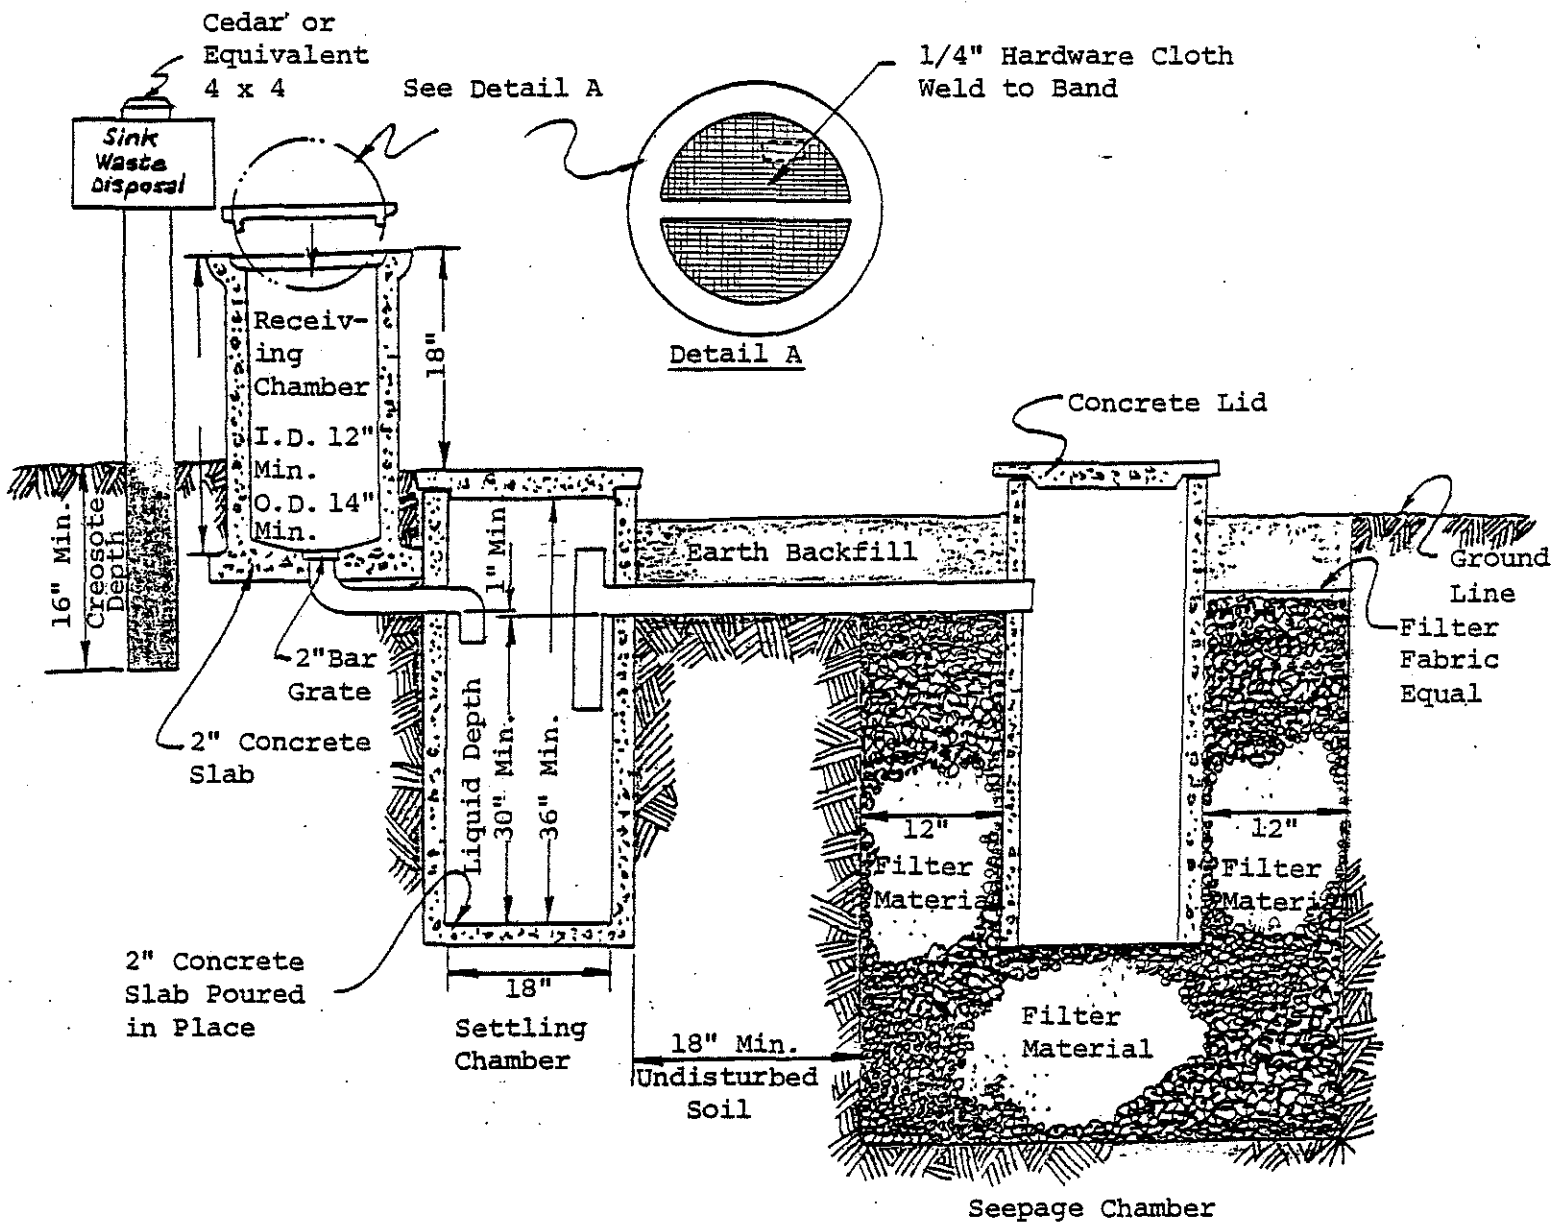 Cedar or
Equivalent
4 x 4
See Detail A
1/4" Hardware Cloth
Weld to Band
Sink
Waste
Disposal
Detail A
Receiv-
ing
Chamber
I.D. 12"
Min.
O.D. 14"
Min.
18"
Concrete Lid
16" Min.
Creosote
Depth
1" Min
Earth Backfill
Ground
Line
Filter
Fabric
Equal
2"Bar
Grate
2" Concrete
Slab
Liquid Depth
30" Min.
36" Min.
12"
Filter
Material
12"
Filter
Material
2" Concrete
Slab Poured
in Place
18"
Settling
Chamber
18" Min.
Undisturbed
Soil
Filter
Material
Seepage Chamber